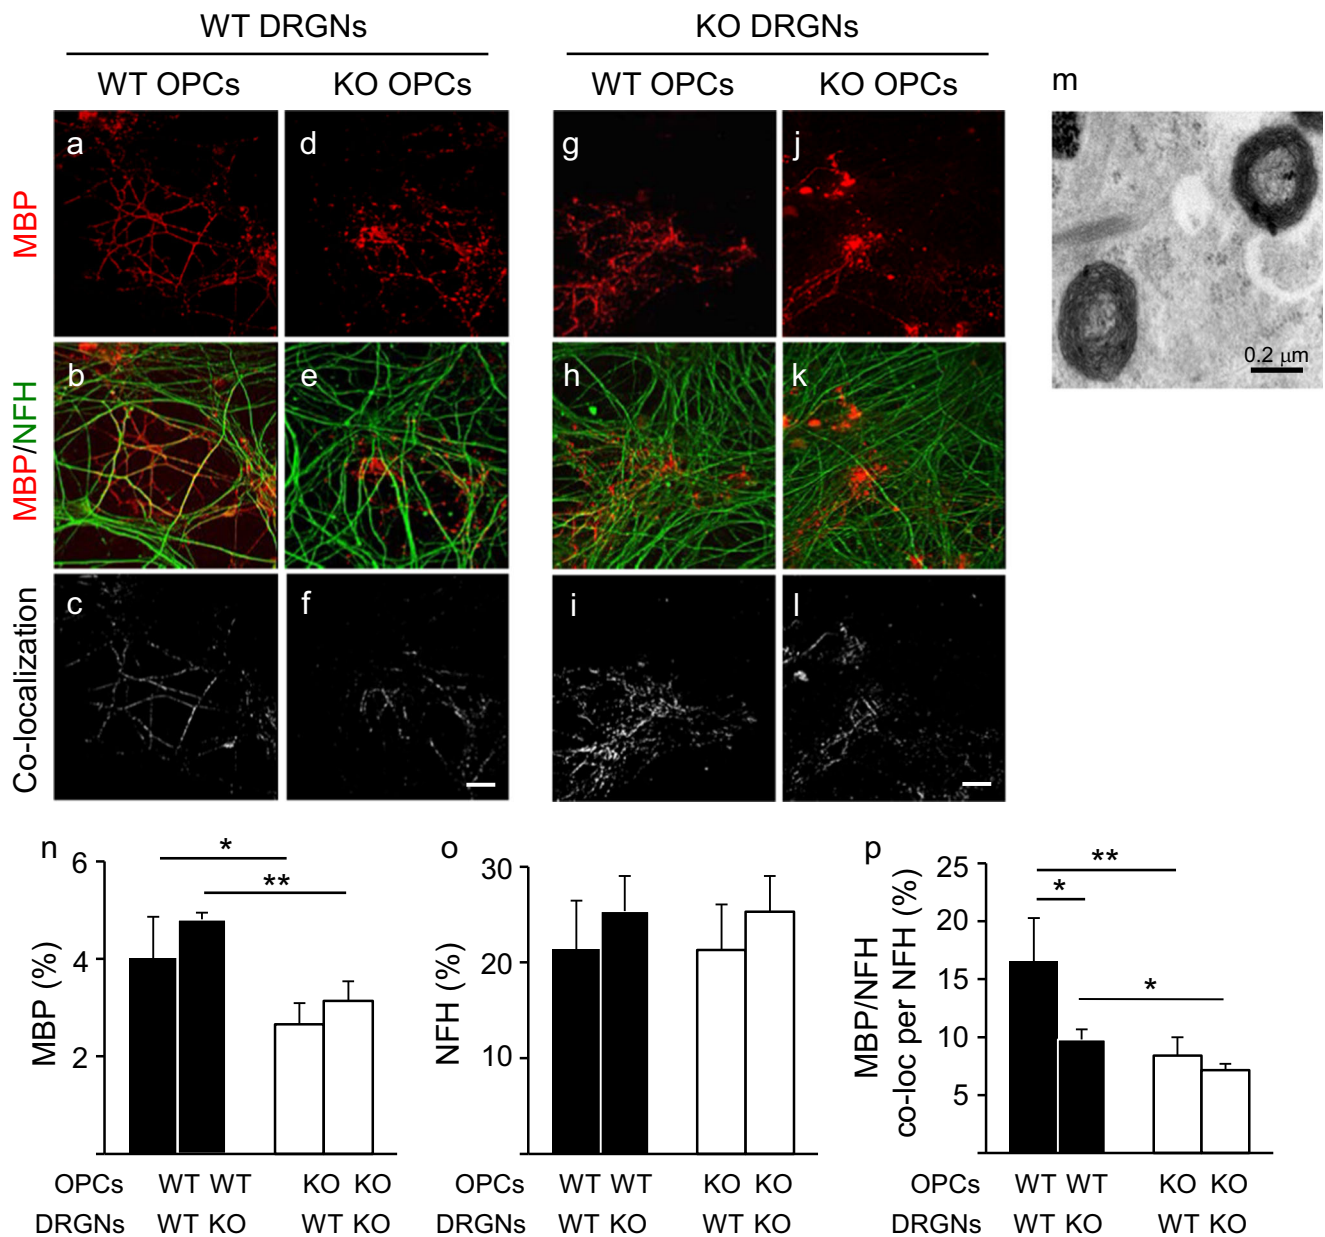 WT DRGNs KO DRGNs
WT OPCs KO OPCs WT OPCs KO OPCs m
a d g j
MBP
0.2 μm
b e h k
MBP/NFH
c f i l
Co-localization
n o p
6 30 25
* ** ** *
20
4 20 15
*
10
2 10 5
MBP (%)
NFH (%)
MBP/NFH
co-loc per NFH (%)
OPCs WT WT KO KO OPCs WT WT KO KO OPCs WT WT KO KO
DRGNs WT KO WT KO DRGNs WT KO WT KO DRGNs WT KO WT KO